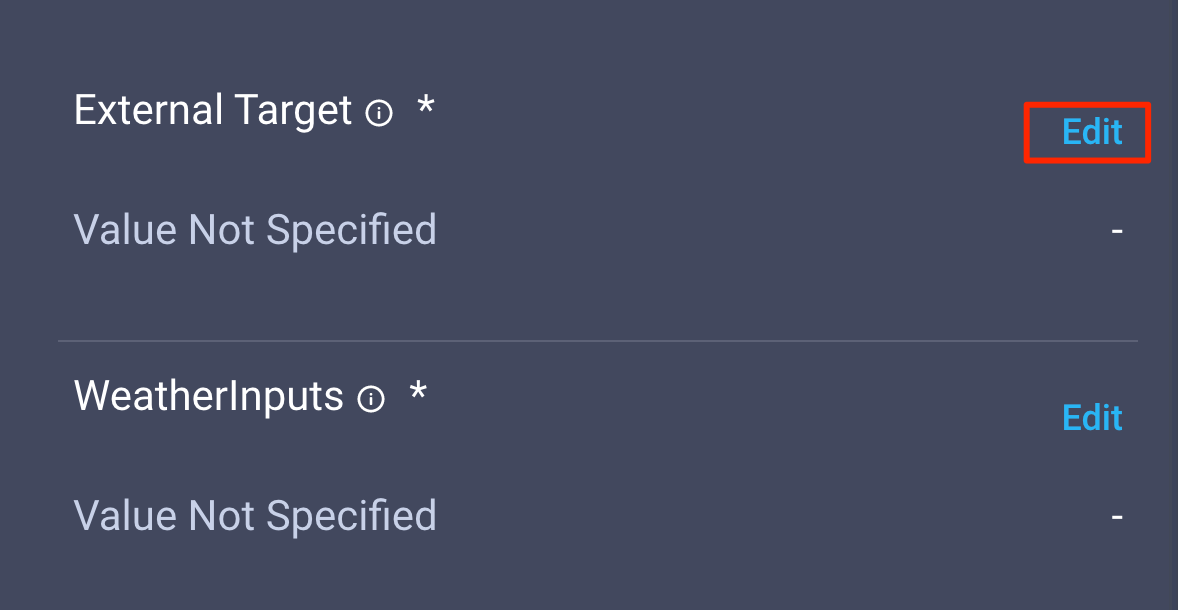 External Target ⓘ *
Edit
Value Not Specified
-
WeatherInputs ⓘ *
Edit
Value Not Specified
-